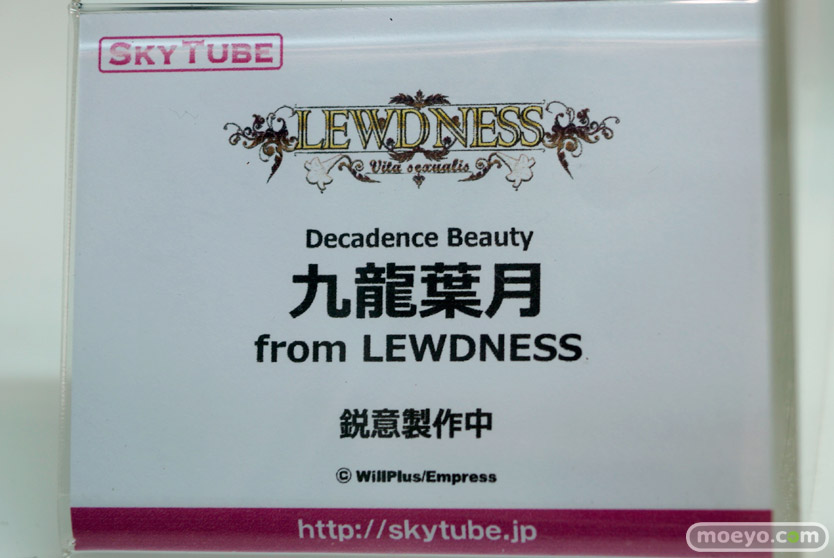 SKYTUBE
LEWDNESS
Vita sexualis
Decadence Beauty
九龍葉月
from LEWDNESS
鋭意製作中
© WillPlus/Empress
http://skytube.jp
moeyo.com